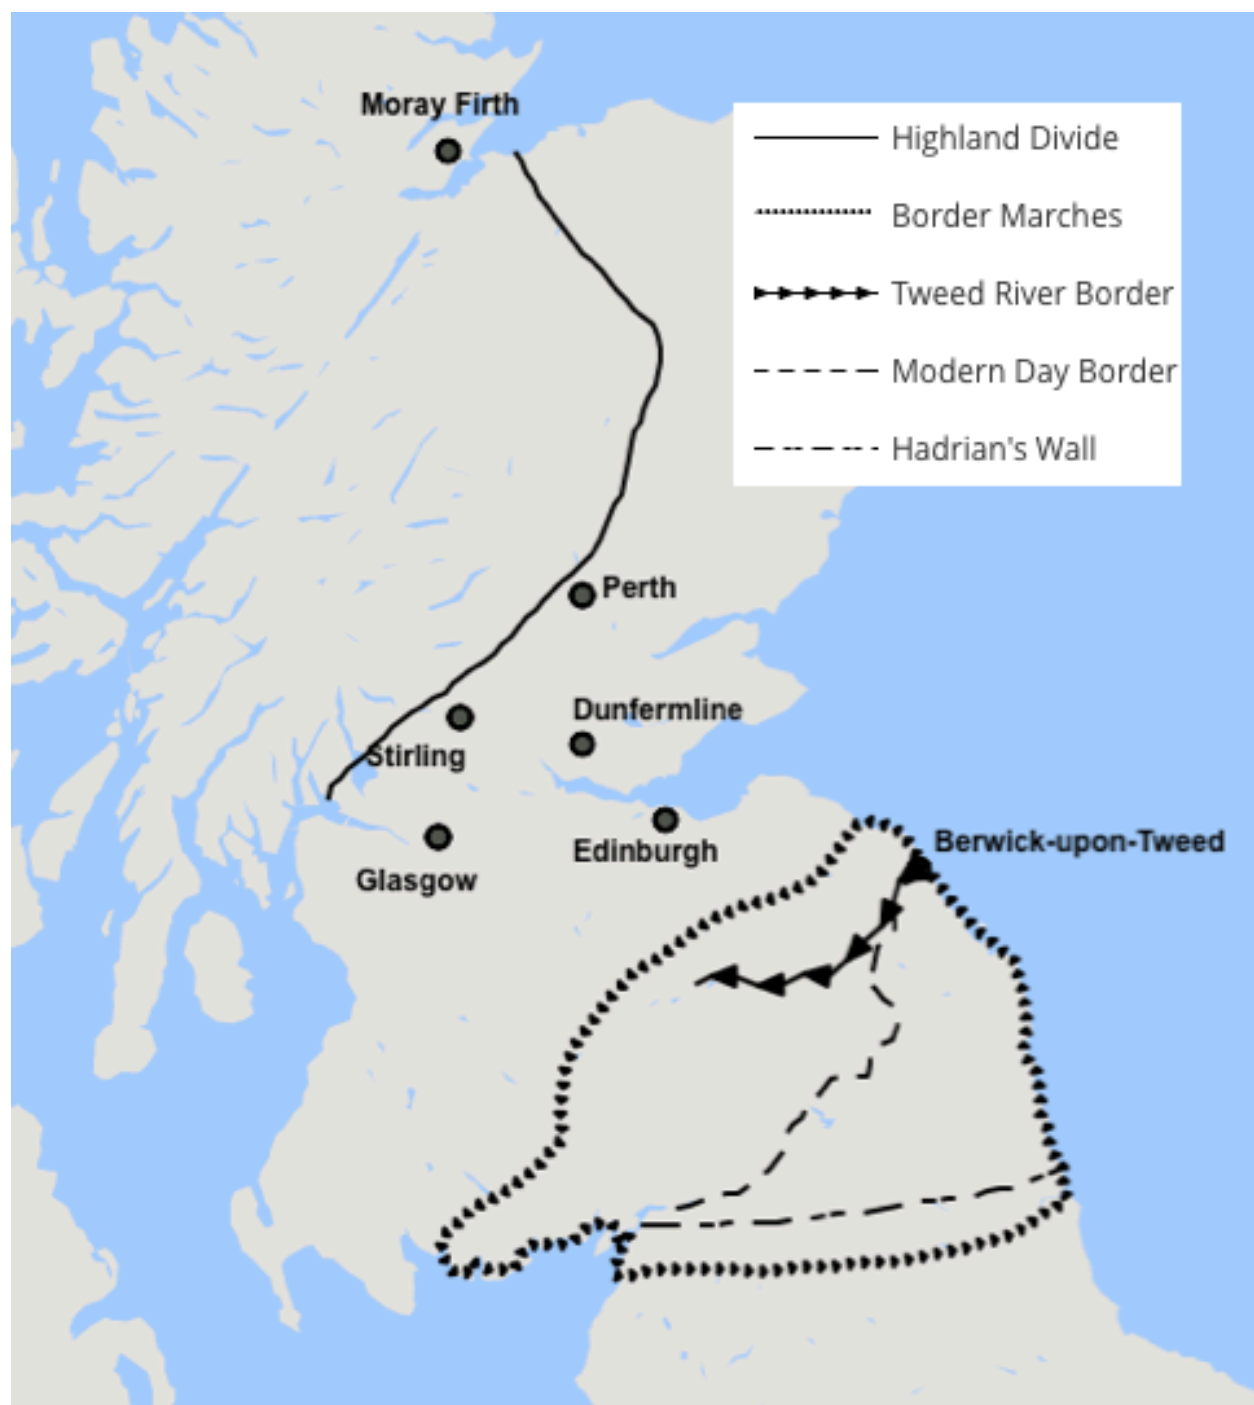 Moray Firth
Highland Divide
Border Marches
Tweed River Border
Modern Day Border
Hadrian's Wall
Perth
Dunfermline
Stirling
Edinburgh
Berwick-upon-Tweed
Glasgow